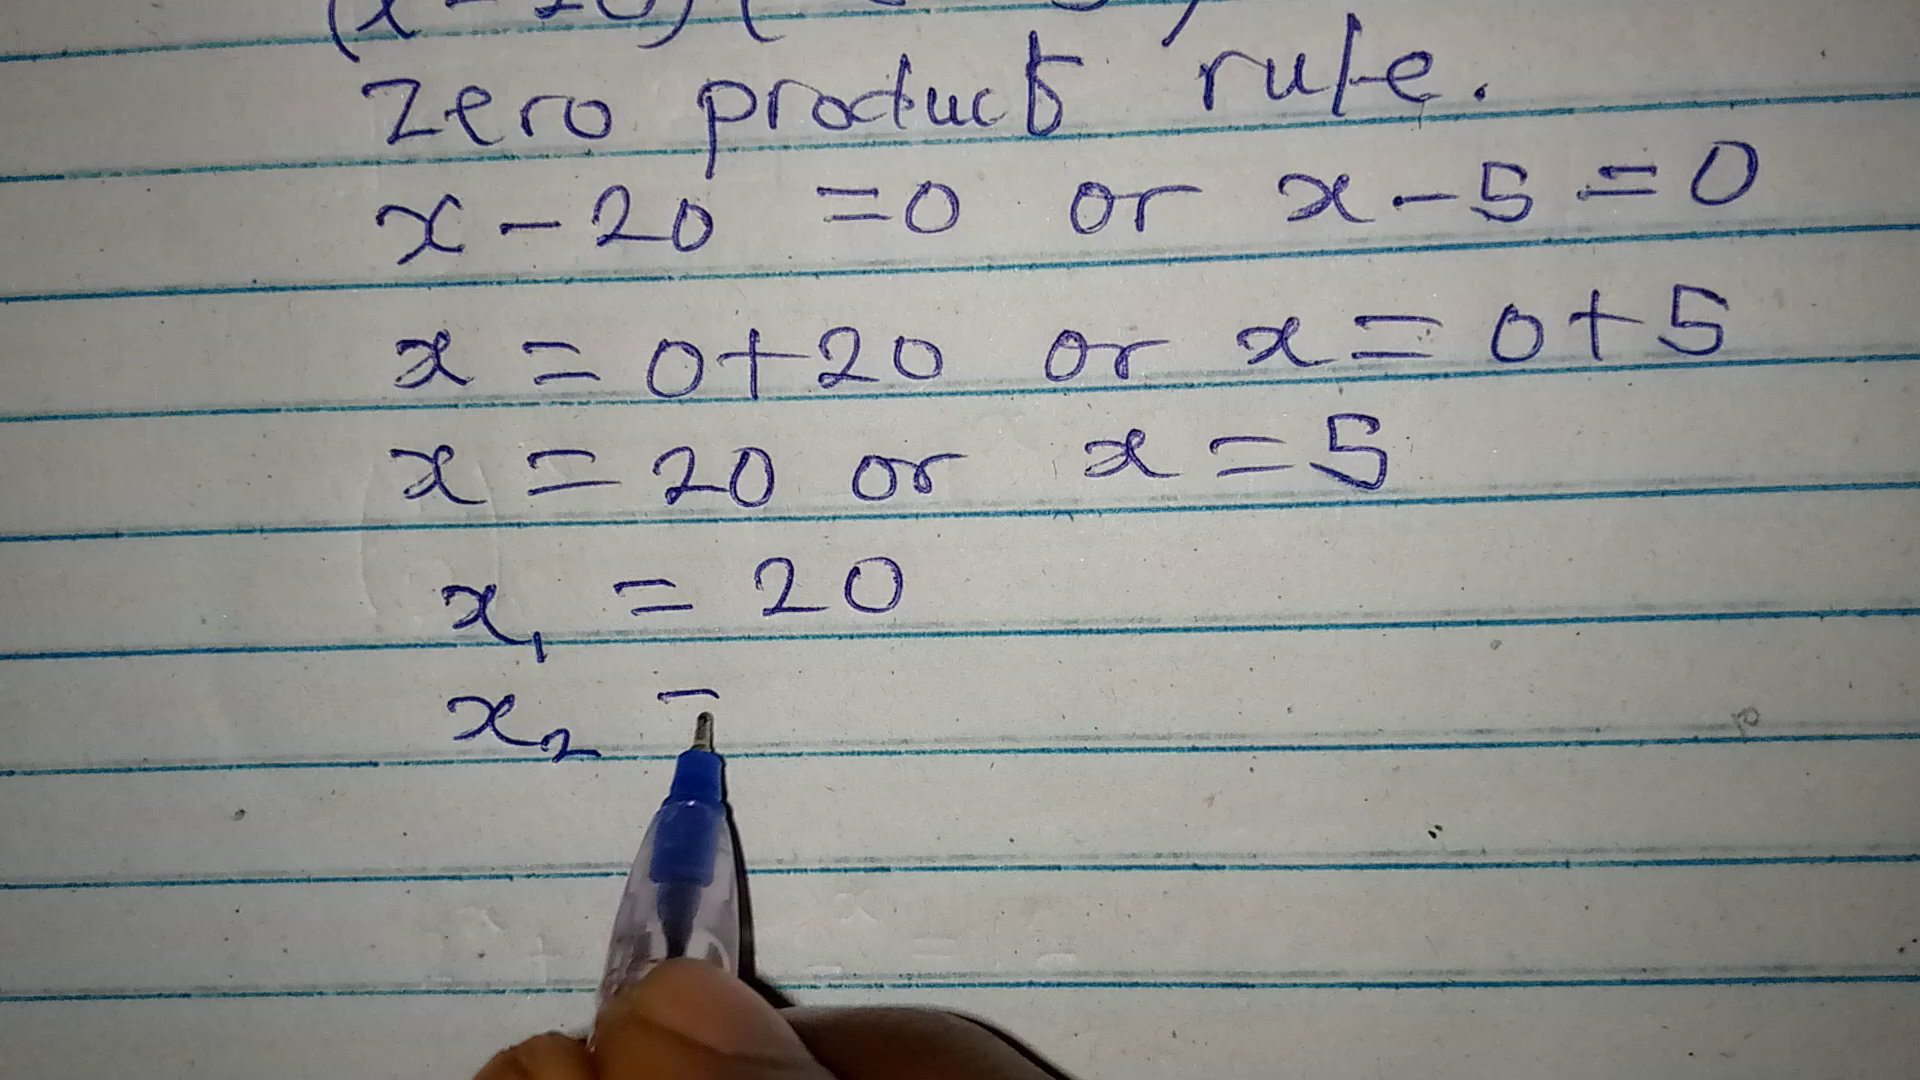 (x - 20)(
zero product rule.
x - 20 = 0 or x - 5 = 0
x = 0 + 20 or x = 0 + 5
x = 20 or x = 5
x₁ = 20
x₂ =